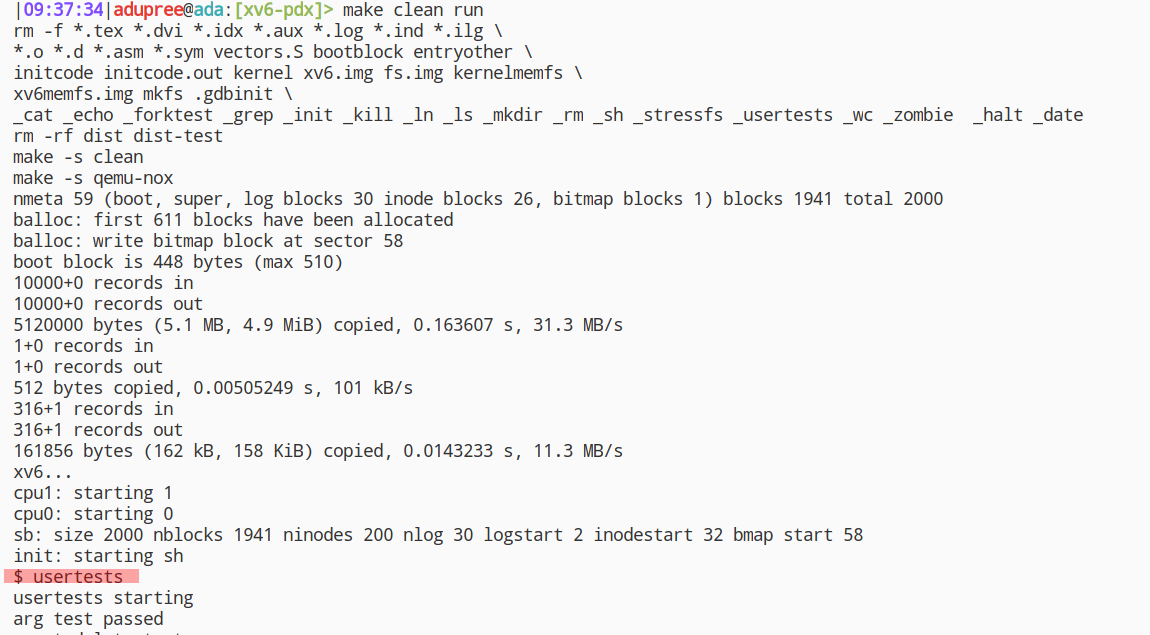 |09:37:34|adupree@ada:[xv6-pdx]> make clean run
rm -f *.tex *.dvi *.idx *.aux *.log *.ind *.ilg \
*.o *.d *.asm *.sym vectors.S bootblock entryother \
initcode initcode.out kernel xv6.img fs.img kernelmemfs \
xv6memfs.img mkfs .gdbinit \
_cat _echo _forktest _grep _init _kill _ln _ls _mkdir _rm _sh _stressfs _usertests _wc _zombie  _halt _date
rm -rf dist dist-test
make -s clean
make -s qemu-nox
nmeta 59 (boot, super, log blocks 30 inode blocks 26, bitmap blocks 1) blocks 1941 total 2000
balloc: first 611 blocks have been allocated
balloc: write bitmap block at sector 58
boot block is 448 bytes (max 510)
10000+0 records in
10000+0 records out
5120000 bytes (5.1 MB, 4.9 MiB) copied, 0.163607 s, 31.3 MB/s
1+0 records in
1+0 records out
512 bytes copied, 0.00505249 s, 101 kB/s
316+1 records in
316+1 records out
161856 bytes (162 kB, 158 KiB) copied, 0.0143233 s, 11.3 MB/s
xv6...
cpu1: starting 1
cpu0: starting 0
sb: size 2000 nblocks 1941 ninodes 200 nlog 30 logstart 2 inodestart 32 bmap start 58
init: starting sh
$ usertests
usertests starting
arg test passed